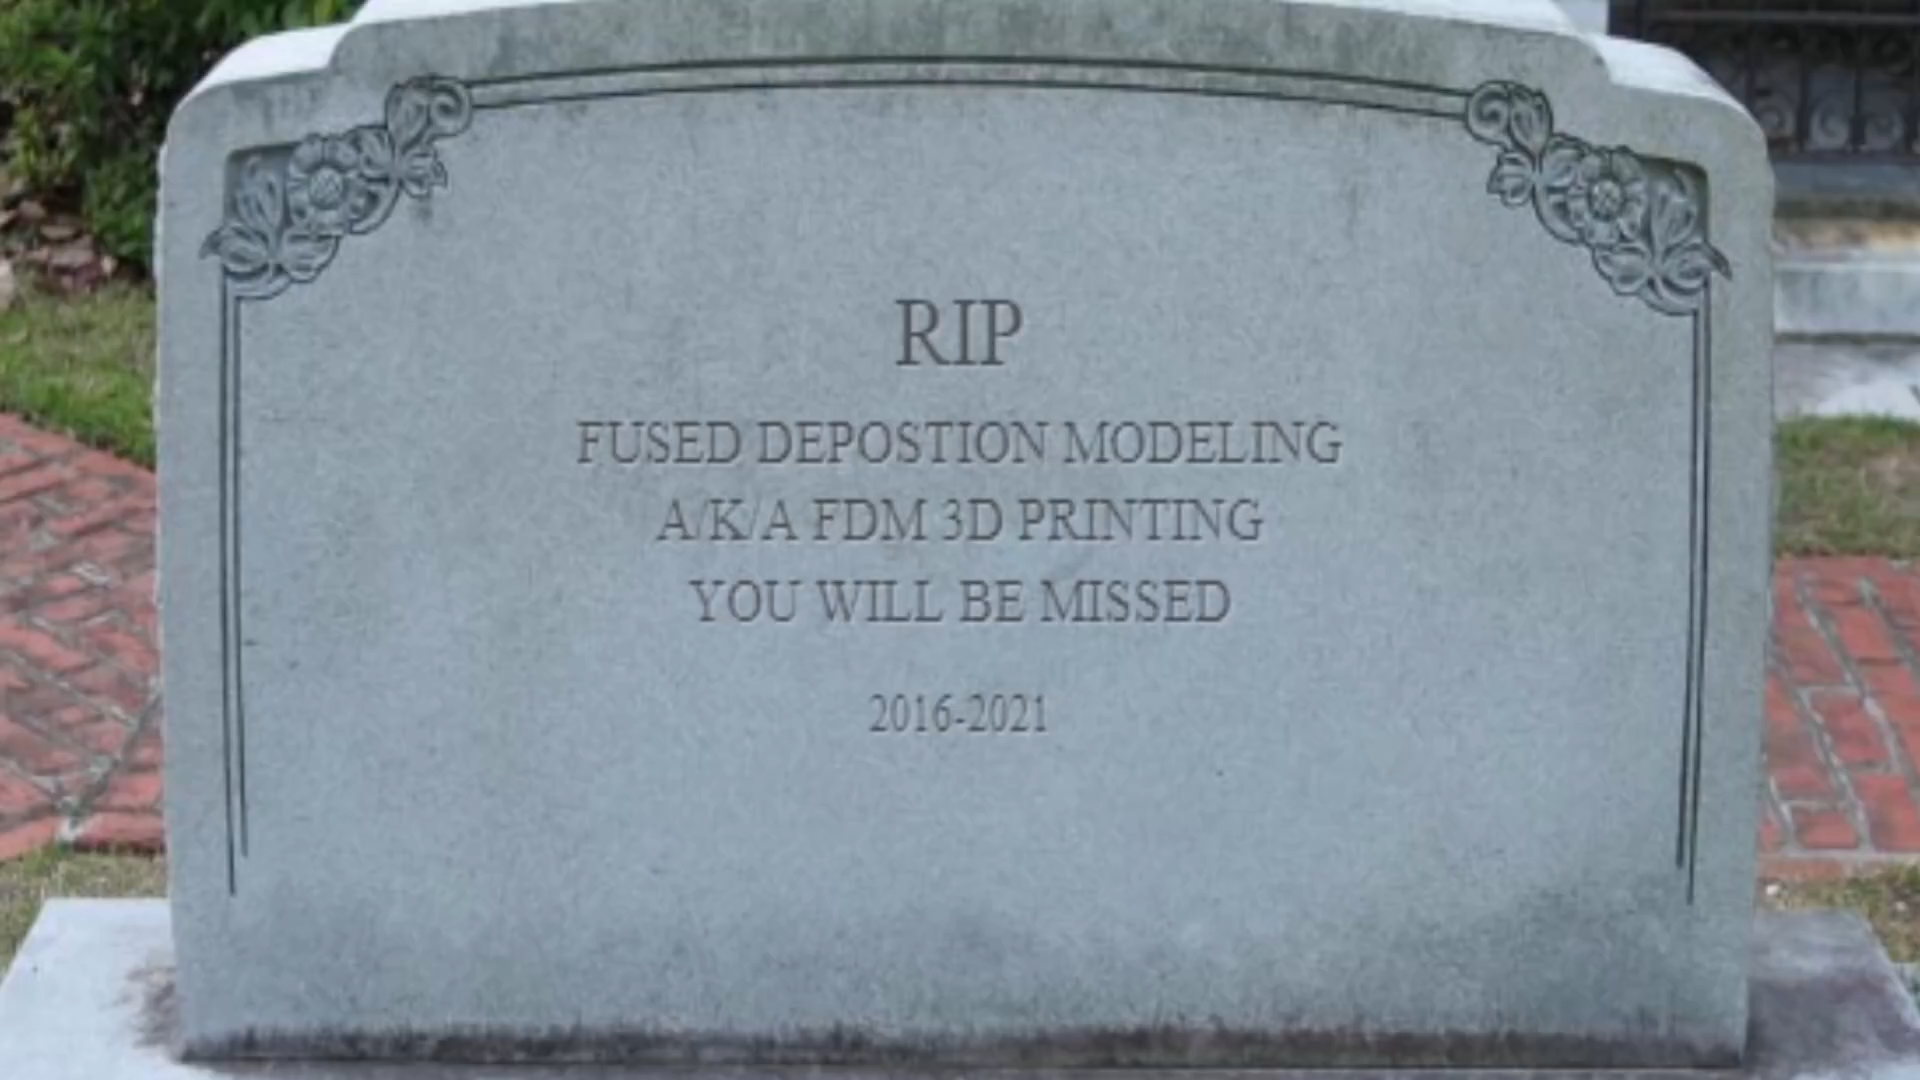 RIP
FUSED DEPOSTION MODELING
A/K/A FDM 3D PRINTING
YOU WILL BE MISSED
2016-2021